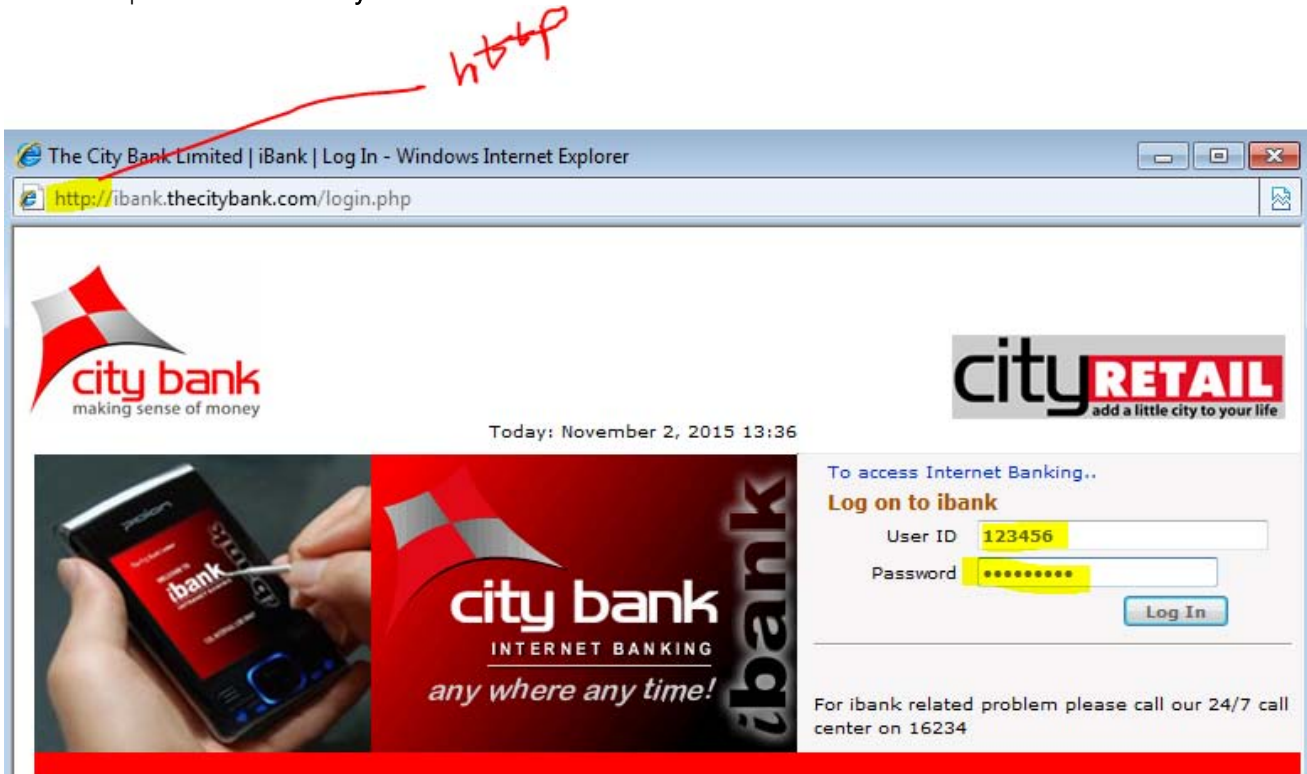 http
The City Bank Limited | iBank | Log In - Windows Internet Explorer
http://ibank.thecitybank.com/login.php
city bank
making sense of money
city RETAIL
add a little city to your life
Today: November 2, 2015 13:36
To access Internet Banking..
Log on to ibank
User ID 123456
Password •••••••••
Log In
ibank
city bank
INTERNET BANKING
any where any time!
ibank
For ibank related problem please call our 24/7 call
center on 16234